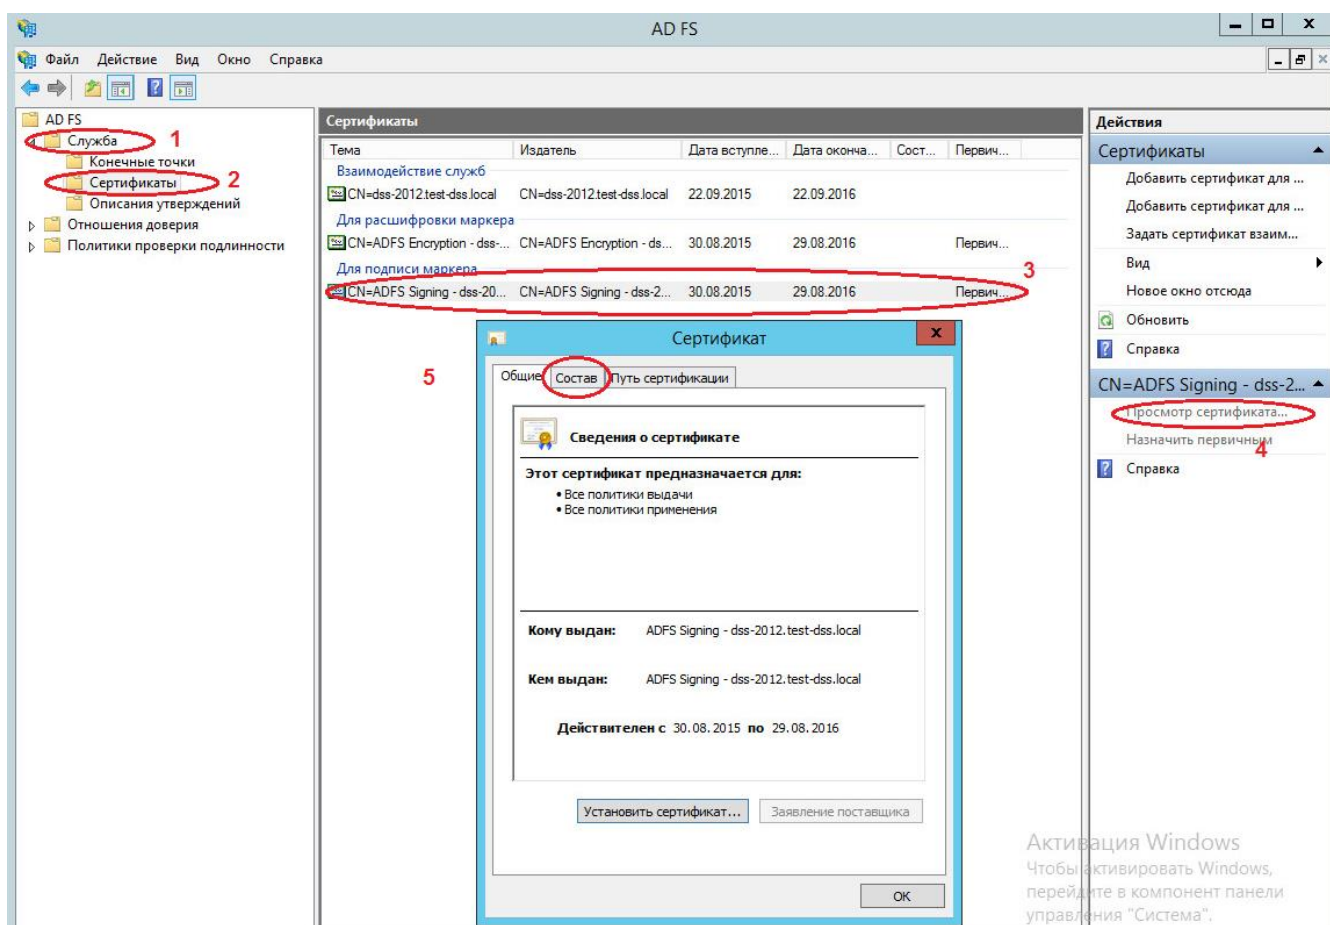 AD FS
Файл Действие Вид Окно Справка
AD FS
Служба 1
Конечные точки
Сертификаты 2
Описания утверждений
Отношения доверия
Политики проверки подлинности
Сертификаты
Тема Издатель Дата вступле... Дата оконча... Сост... Первич...
Взаимодействие служб
CN=dss-2012.test-dss.local CN=dss-2012.test-dss.local 22.09.2015 22.09.2016
Для расшифровки маркера
CN=ADFS Encryption - dss-... CN=ADFS Encryption - ds... 30.08.2015 29.08.2016 Первич...
Для подписи маркера
3
CN=ADFS Signing - dss-20... CN=ADFS Signing - dss-2... 30.08.2015 29.08.2016 Первич...
Сертификат
5
Общие Состав Путь сертификации
Сведения о сертификате
Этот сертификат предназначается для:
• Все политики выдачи
• Все политики применения
Кому выдан: ADFS Signing - dss-2012.test-dss.local
Кем выдан: ADFS Signing - dss-2012.test-dss.local
Действителен с 30.08.2015 по 29.08.2016
Установить сертификат... Заявление поставщика
OK
Действия
Сертификаты
Добавить сертификат для ...
Добавить сертификат для ...
Задать сертификат взаим...
Вид
Новое окно отсюда
Обновить
Справка
CN=ADFS Signing - dss-2...
Просмотр сертификата...
Назначить первичным
4
Справка
Активация Windows
Чтобы активировать Windows,
перейдите в компонент панели
управления "Система".